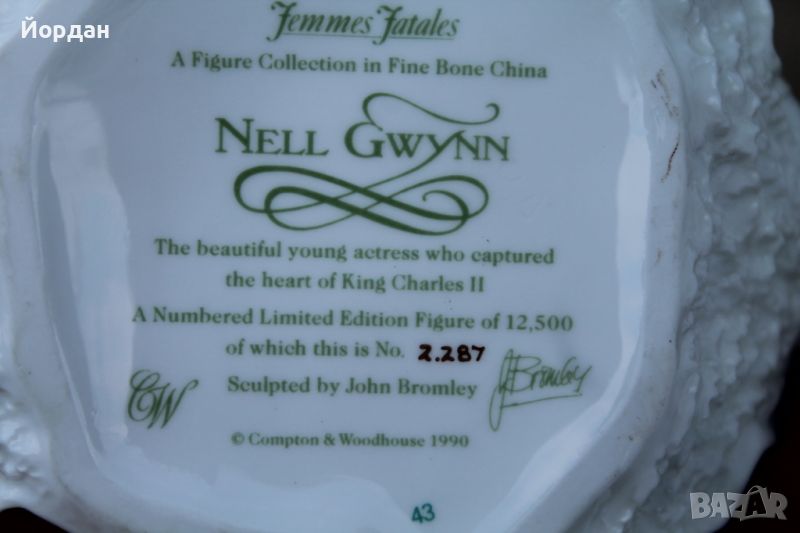 Йордан
Femmes Fatales
A Figure Collection in Fine Bone China
NELL GWYNN
The beautiful young actress who captured
the heart of King Charles II
A Numbered Limited Edition Figure of 12,500
of which this is No. 2.287
CW
Sculpted by John Bromley
J Bromley
© Compton & Woodhouse 1990
43
BAZAR